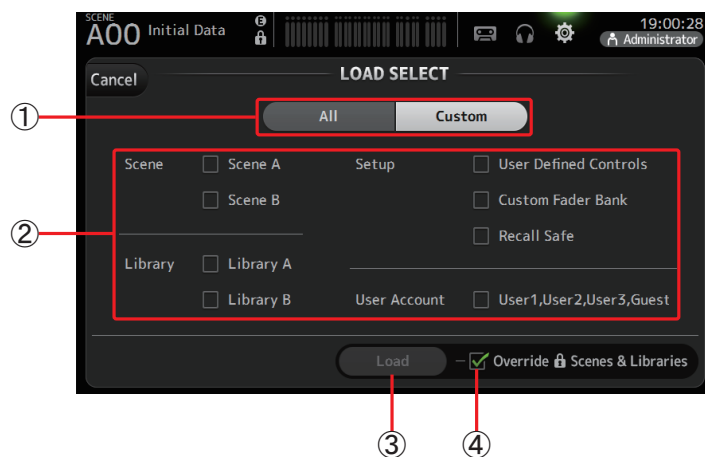 SCENE
A00 Initial Data E 19:00:28
Administrator
Cancel LOAD SELECT
① All Custom
② Scene Scene A Setup User Defined Controls
Scene B Custom Fader Bank
Recall Safe
Library Library A
Library B User Account User1,User2,User3,Guest
Load Override Scenes & Libraries
③ ④